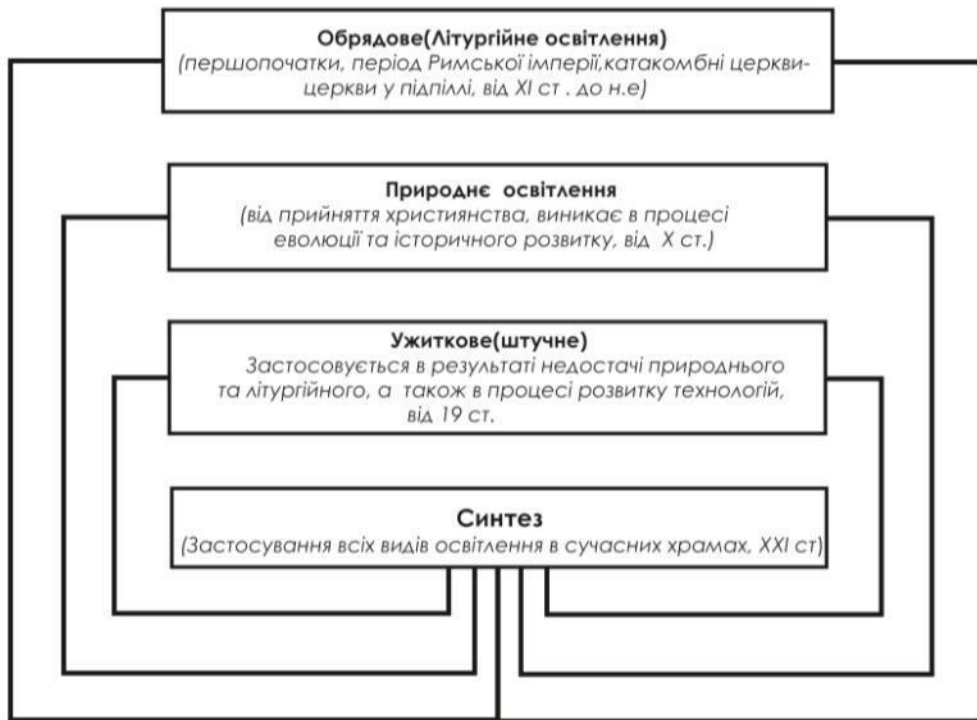 Обрядове(Літургійне освітлення)
(першопочатки, період Римської імперії,катакомбні церкви-
церкви у підпіллі, від XI ст . до н.е)
Природнє освітлення
(від прийняття християнства, виникає в процесі
еволюції та історичного розвитку, від X ст.)
Ужиткове(штучне)
Застосовується в результаті недостачі природнього
та літургійного, а також в процесі розвитку технологій,
від 19 ст.
Синтез
(Застосування всіх видів освітлення в сучасних храмах, XXI ст)